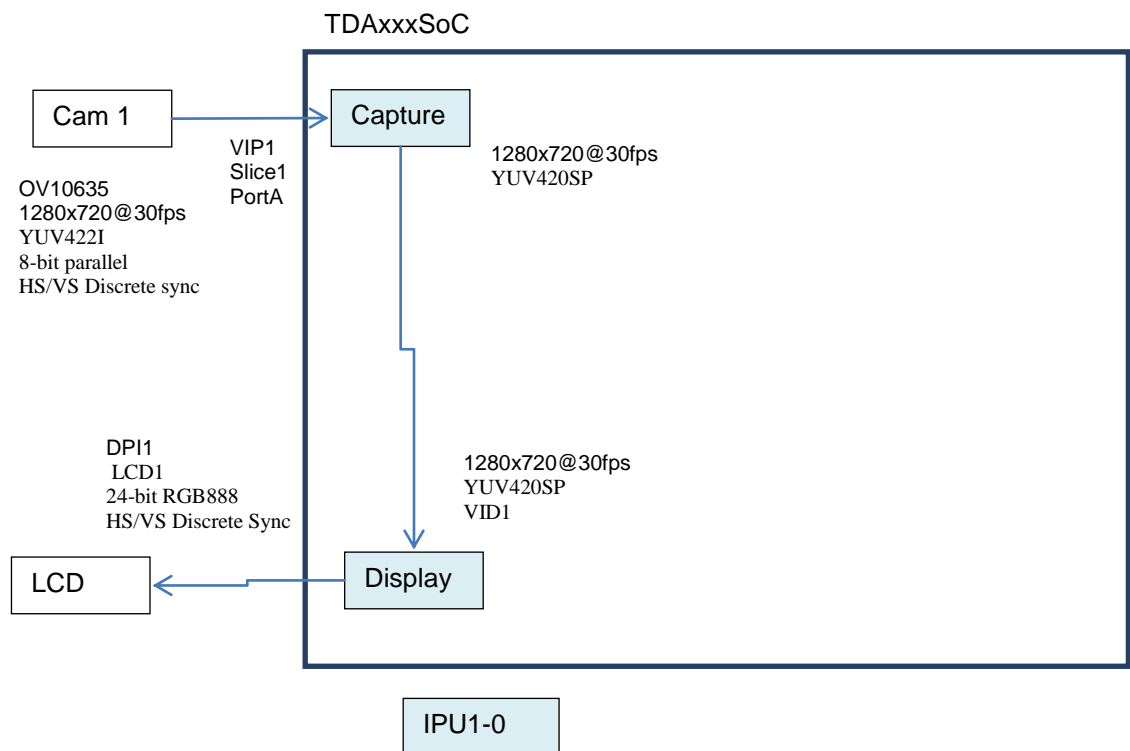 TDAxxxSoC
Cam 1
Capture
VIP1
Slice1
PortA
1280x720@30fps
YUV420SP
OV10635
1280x720@30fps
YUV422I
8-bit parallel
HS/VS Discrete sync
DPI1
LCD1
24-bit RGB888
HS/VS Discrete Sync
1280x720@30fps
YUV420SP
VID1
LCD
Display
IPU1-0